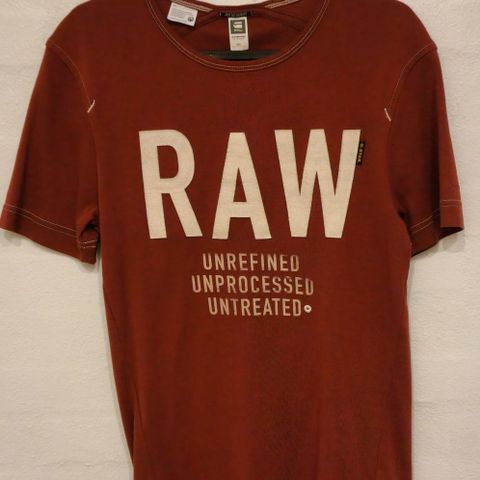 RAW
UNREFINED
UNPROCESSED
UNTREATED